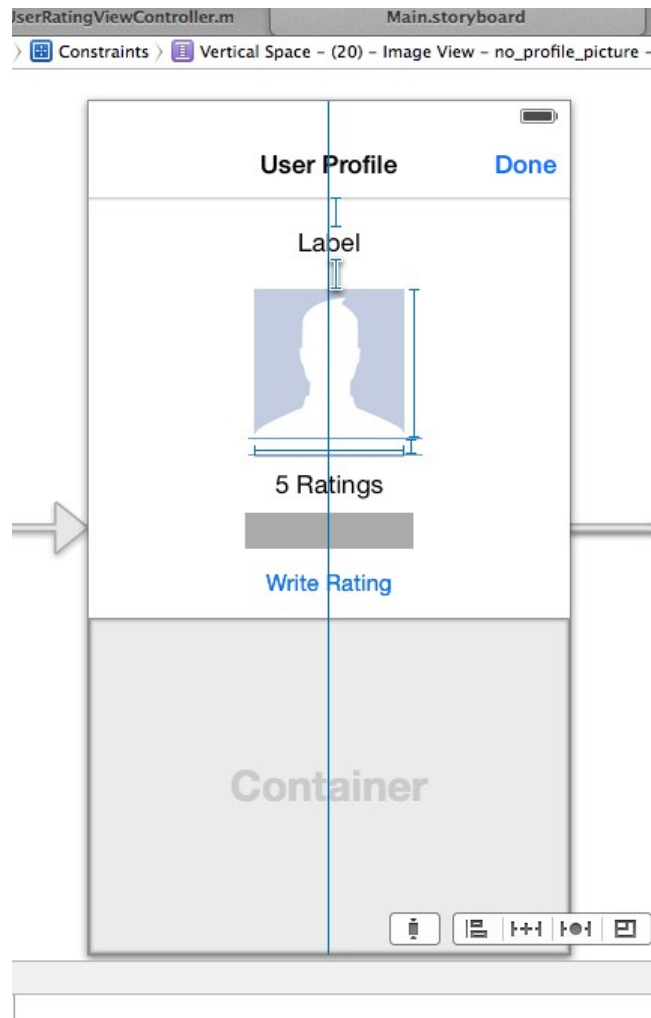 UserRatingViewController.m Main.storyboard
Constraints Vertical Space – (20) – Image View – no_profile_picture –
User Profile Done
Label
5 Ratings
Write Rating
Container